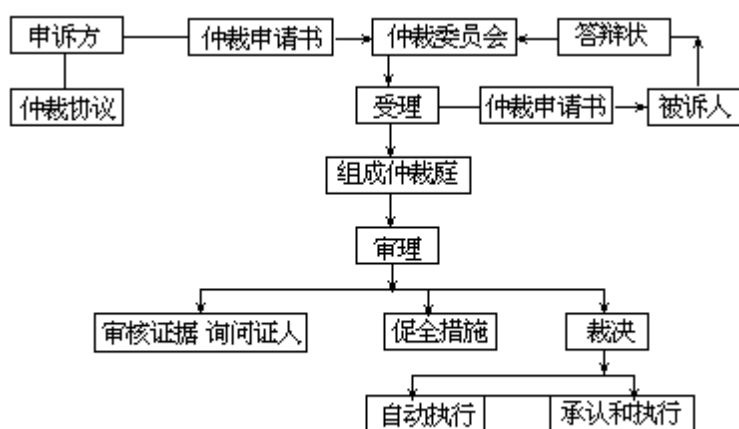 申诉方 仲裁申请书 仲裁委员会 答辩状
仲裁协议 受理 仲裁申请书 被诉人
组成仲裁庭
审理
审核证据 询问证人 促全措施 裁决
自动执行 承认和执行